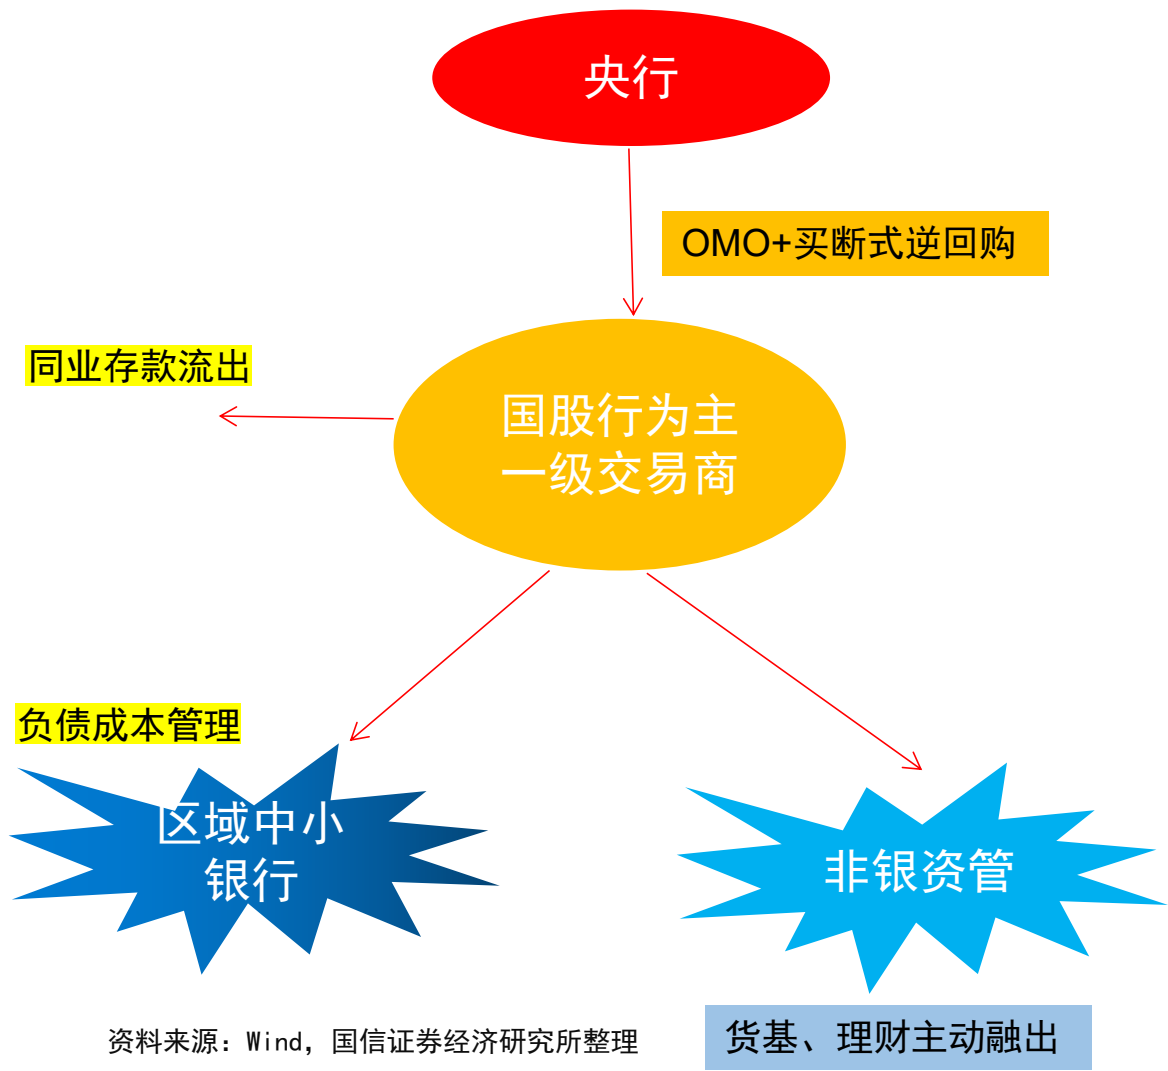 央行
OMO+买断式逆回购
同业存款流出
国股行为主
一级交易商
负债成本管理
区域中小
银行
非银资管
资料来源：Wind，国信证券经济研究所整理
货基、理财主动融出